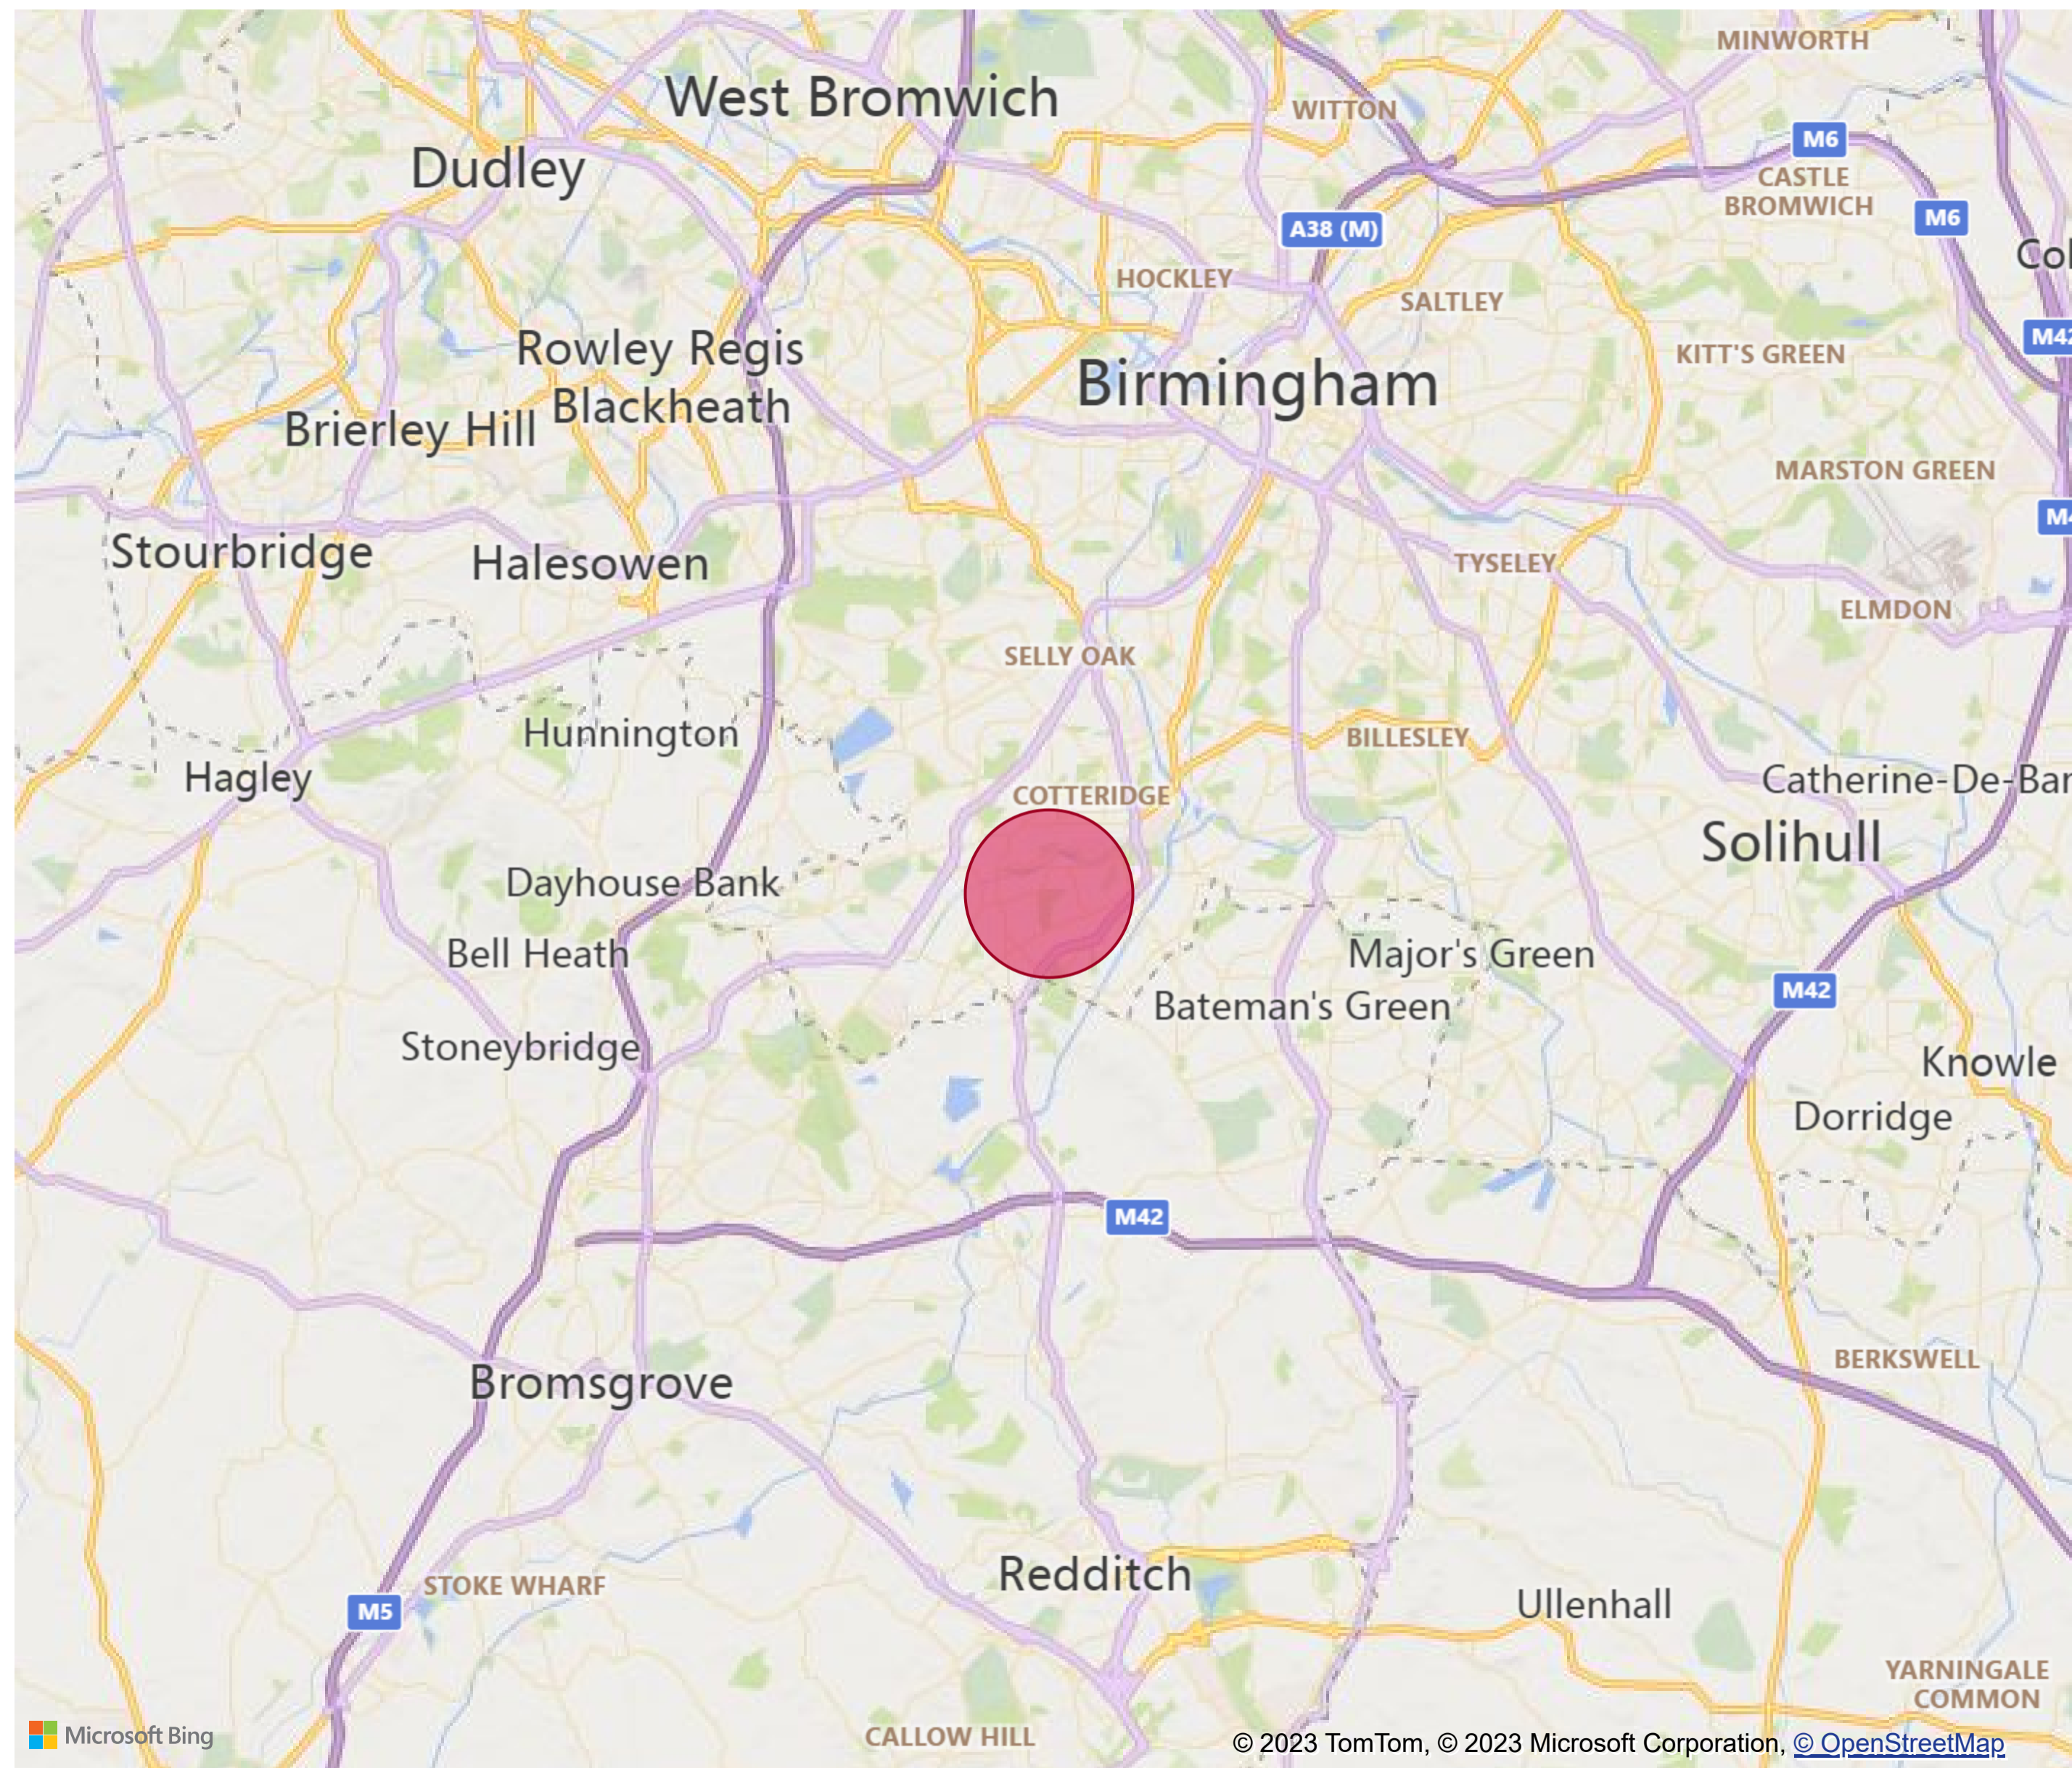 MINWORTH
West Bromwich
WITTON
M6
Dudley
CASTLE
BROMWICH
M6
A38 (M)
Col
HOCKLEY
SALTLEY
M42
Rowley Regis
KITT'S GREEN
Birmingham
Blackheath
Brierley Hill
MARSTON GREEN
M4
Stourbridge
Halesowen
TYSELEY
ELMDON
SELLY OAK
Hunnington
BILLESLEY
Hagley
Catherine-De-Bar
COTTERIDGE
Solihull
Dayhouse Bank
Bell Heath
Major's Green
M42
Bateman's Green
Stoneybridge
Knowle
Dorridge
M42
BERKSWELL
Bromsgrove
Redditch
STOKE WHARF
Ullenhall
M5
YARNINGALE
COMMON
Microsoft Bing
CALLOW HILL
© 2023 TomTom, © 2023 Microsoft Corporation, © OpenStreetMap